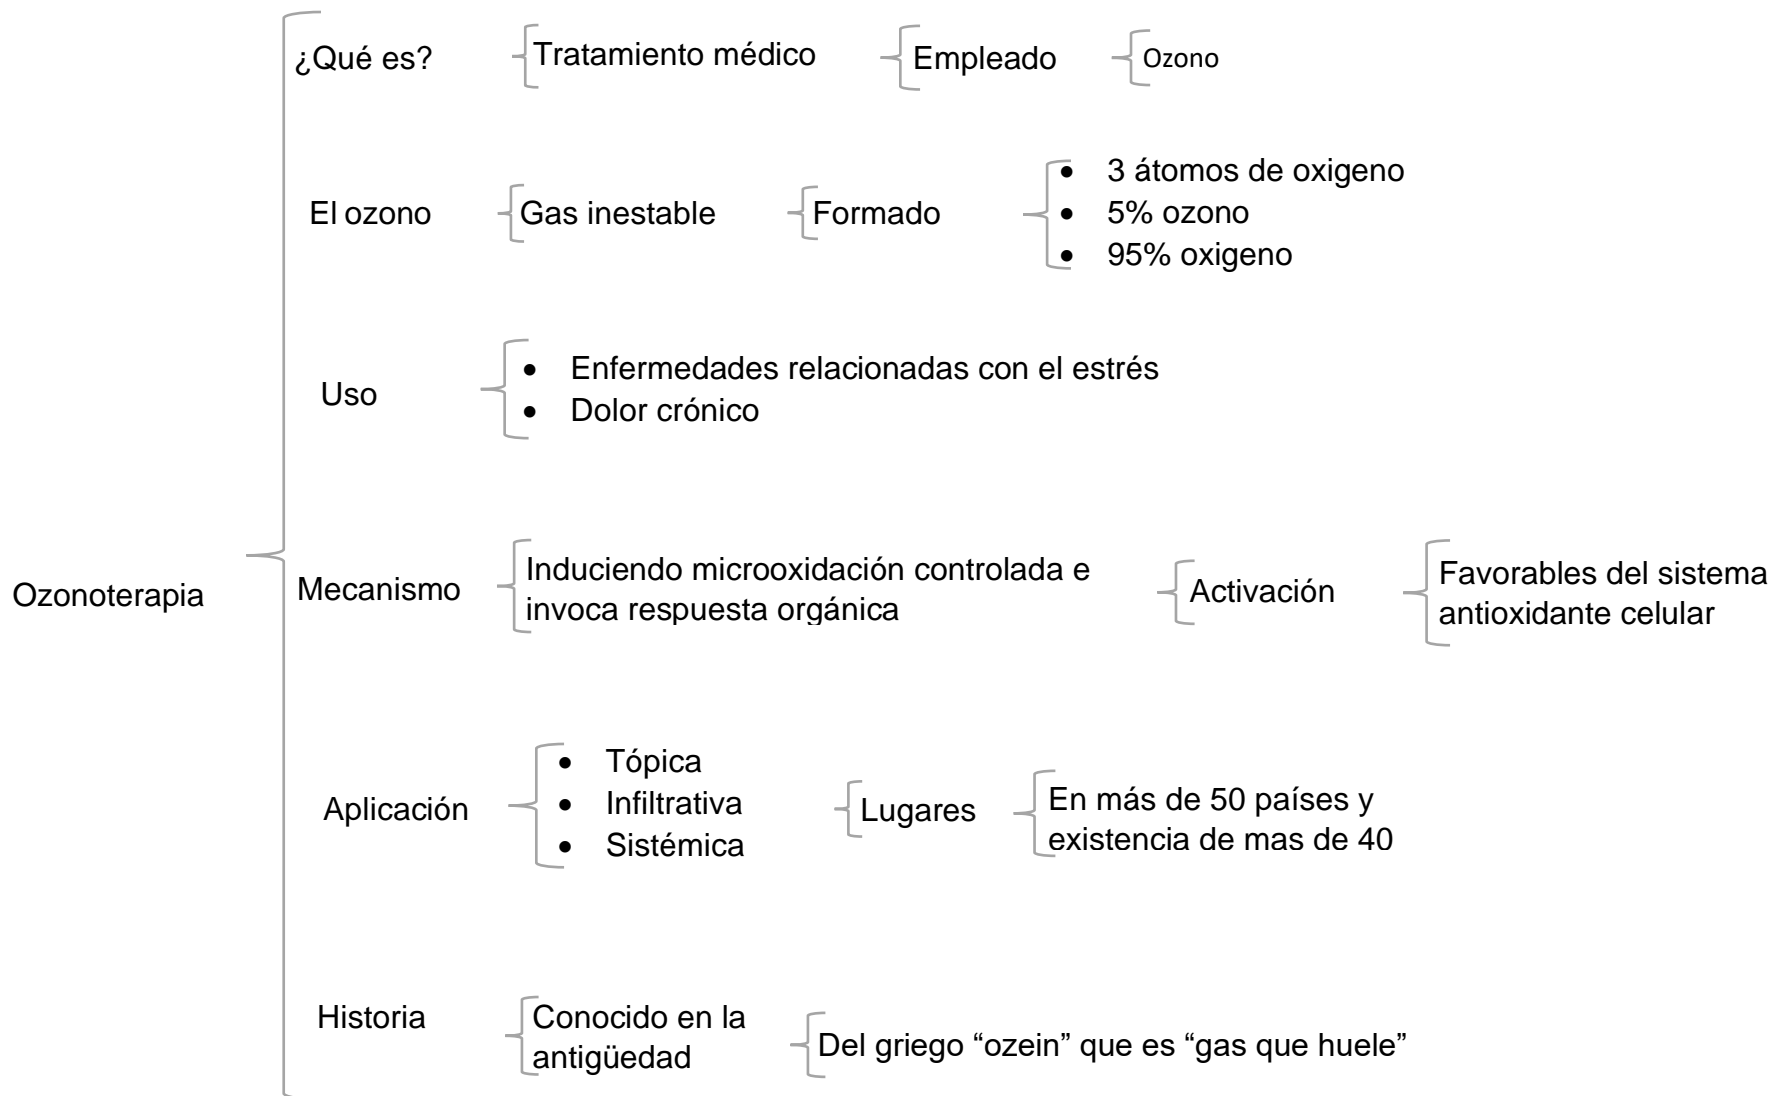 ¿Qué es?
Tratamiento médico
Empleado
Ozono
El ozono
Gas inestable
Formado
• 3 átomos de oxigeno
• 5% ozono
• 95% oxigeno
Uso
• Enfermedades relacionadas con el estrés
• Dolor crónico
Ozonoterapia
Mecanismo
Induciendo microoxidación controlada e
invoca respuesta orgánica
Activación
Favorables del sistema
antioxidante celular
Aplicación
• Tópica
• Infiltrativa
• Sistémica
Lugares
En más de 50 países y
existencia de mas de 40
Historia
Conocido en la
antigüedad
Del griego “ozein” que es “gas que huele”